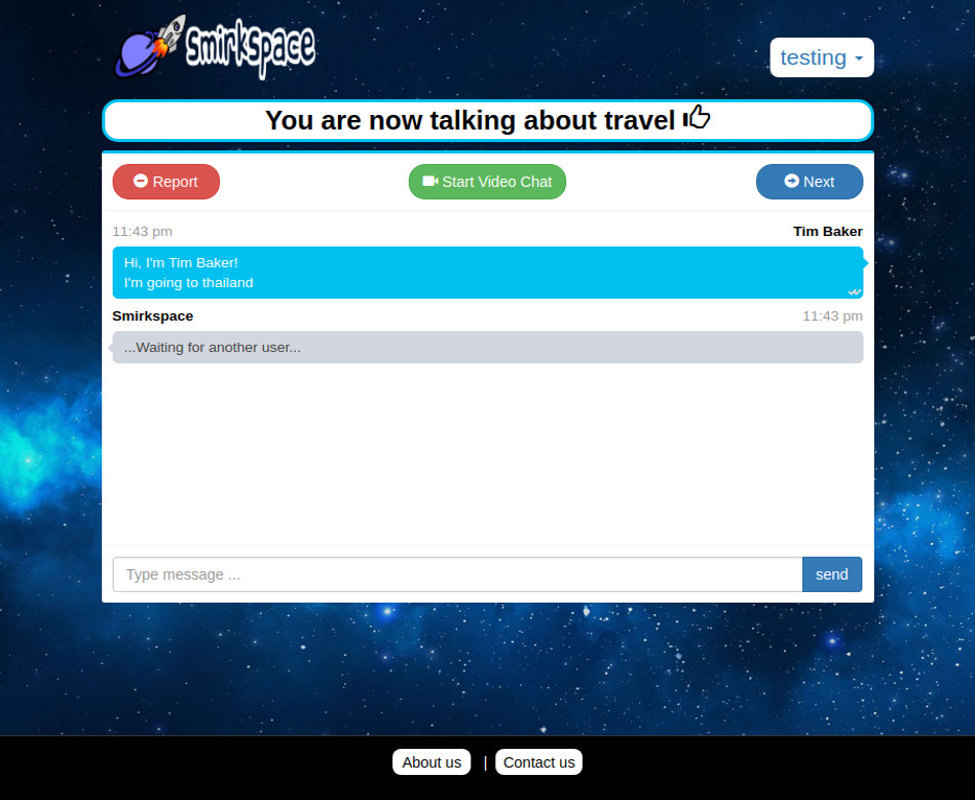 smirkspace
testing
You are now talking about travel
Report
Start Video Chat
Next
11:43 pm
Tim Baker
Hi, I'm Tim Baker!
I'm going to thailand
Smirkspace
11:43 pm
...Waiting for another user...
Type message ...
send
About us | Contact us